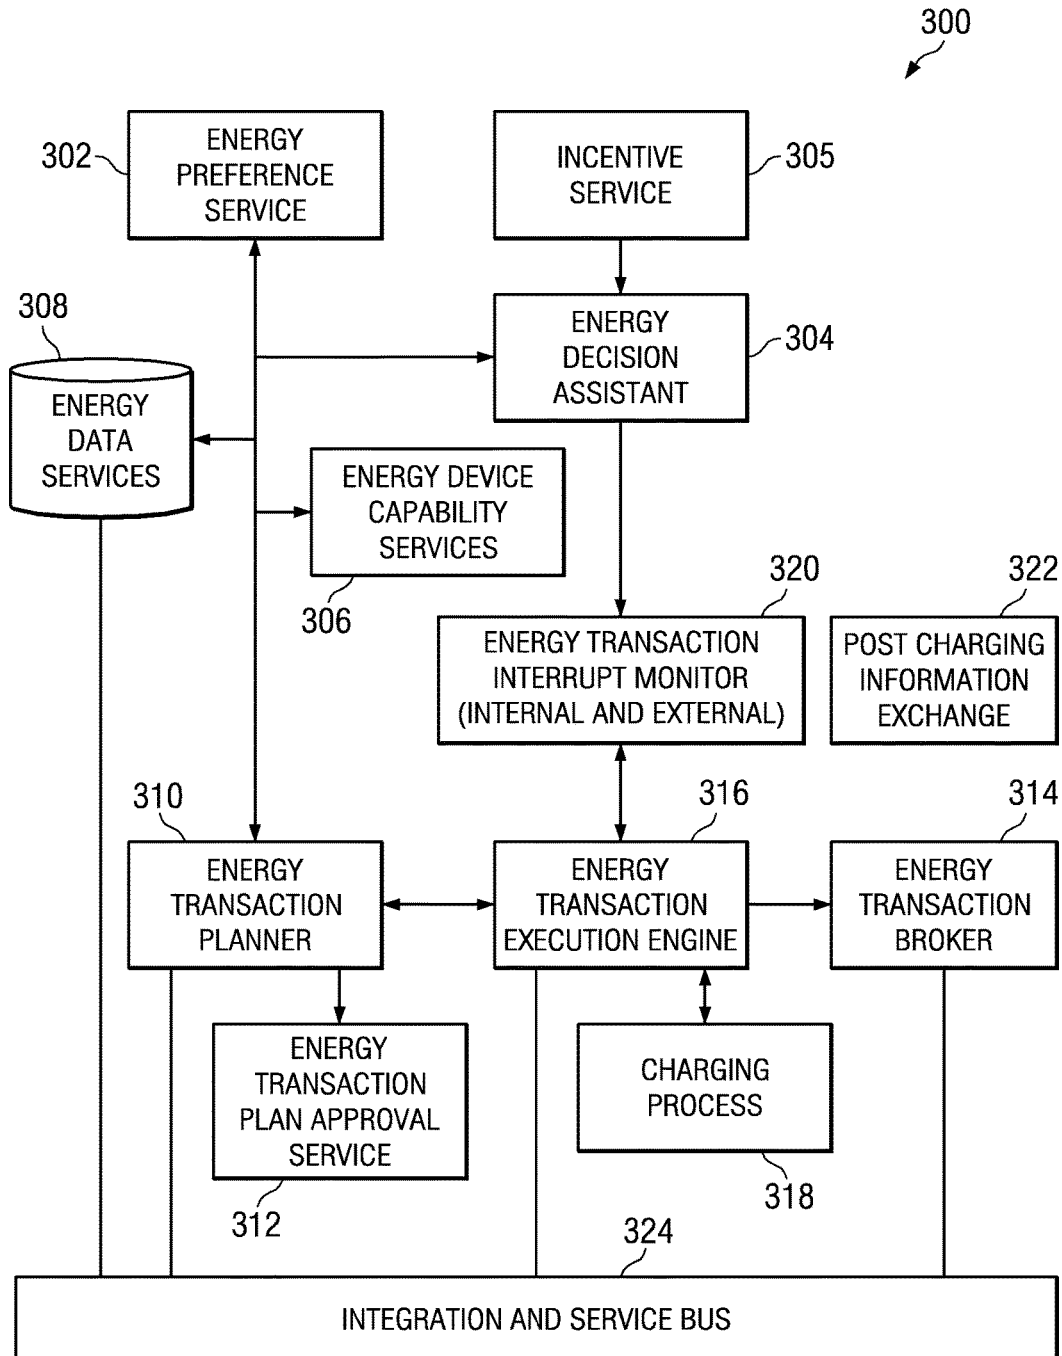 300
302
ENERGY
PREFERENCE
SERVICE
INCENTIVE
SERVICE
305
308
ENERGY
DATA
SERVICES
ENERGY
DECISION
ASSISTANT
304
ENERGY DEVICE
CAPABILITY
SERVICES
306
320
ENERGY TRANSACTION
INTERRUPT MONITOR
(INTERNAL AND EXTERNAL)
322
POST CHARGING
INFORMATION
EXCHANGE
310
ENERGY
TRANSACTION
PLANNER
316
ENERGY
TRANSACTION
EXECUTION ENGINE
314
ENERGY
TRANSACTION
BROKER
ENERGY
TRANSACTION
PLAN APPROVAL
SERVICE
312
CHARGING
PROCESS
318
324
INTEGRATION AND SERVICE BUS